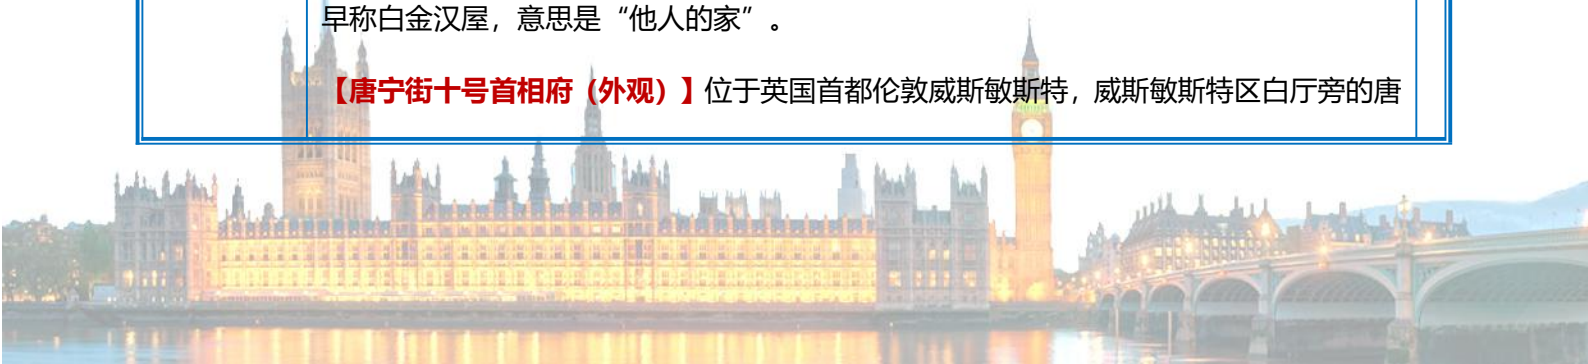 早称白金汉屋，意思是“他人的家”。
【唐宁街十号首相府（外观）】位于英国首都伦敦威斯敏斯特，威斯敏斯特区白厅旁的唐